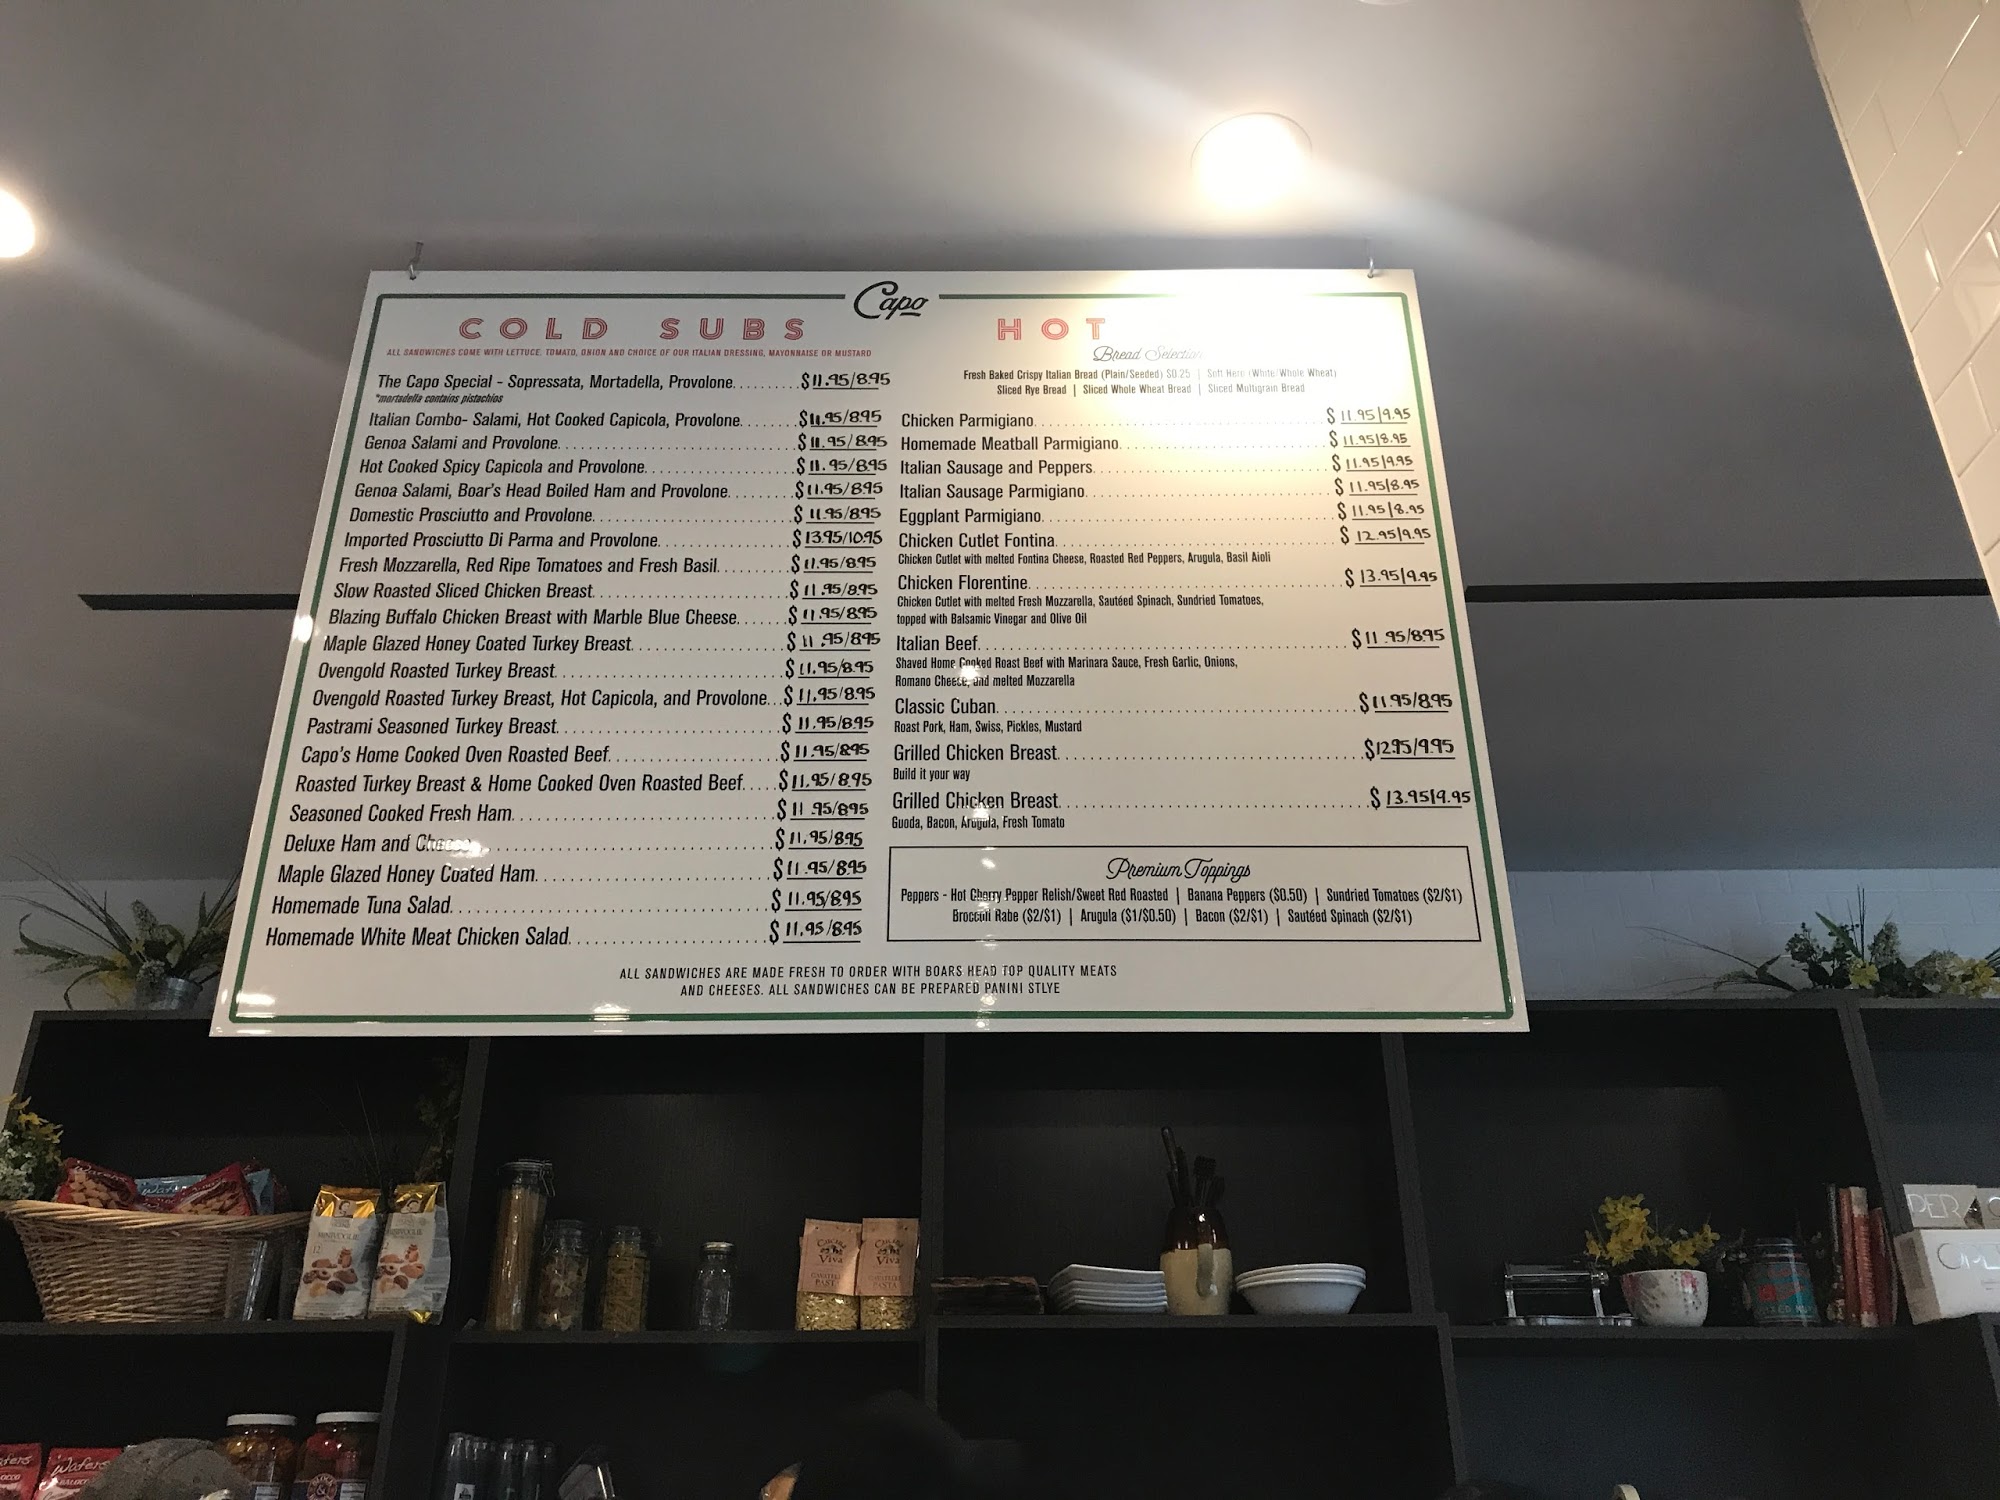 Capo
COLD SUBS
ALL SANDWICHES COME WITH LETTUCE, TOMATO, ONION AND CHOICE OF OUR ITALIAN DRESSING, MAYONNAISE OR MUSTARD
The Capo Special - Sopressata, Mortadella, Provolone.........$11.95/8.95
*mortadella contains pistachios
Italian Combo- Salami, Hot Cooked Capicola, Provolone........$11.95/8.95
Genoa Salami and Provolone...............................$11.95/8.95
Hot Cooked Spicy Capicola and Provolone....................$11.95/8.95
Genoa Salami, Boar's Head Boiled Ham and Provolone.........$11.95/8.95
Domestic Prosciutto and Provolone..........................$11.95/8.95
Imported Prosciutto Di Parma and Provolone.................$13.95/10.95
Fresh Mozzarella, Red Ripe Tomatoes and Fresh Basil..........$11.95/8.95
Slow Roasted Sliced Chicken Breast.........................$11.95/8.95
Blazing Buffalo Chicken Breast with Marble Blue Cheese.......$11.95/8.95
Maple Glazed Honey Coated Turkey Breast....................$11.95/8.95
Ovengold Roasted Turkey Breast.............................$11.95/8.95
Ovengold Roasted Turkey Breast, Hot Capicola, and Provolone...$11.95/8.95
Pastrami Seasoned Turkey Breast............................$11.95/8.95
Capo's Home Cooked Oven Roasted Beef......................$11.95/8.95
Roasted Turkey Breast & Home Cooked Oven Roasted Beef.....$11.95/8.95
Seasoned Cooked Fresh Ham................................$11.95/8.95
Deluxe Ham and Cheese....................................$11.95/8.95
Maple Glazed Honey Coated Ham............................$11.95/8.95
Homemade Tuna Salad.....................................$11.95/8.95
Homemade White Meat Chicken Salad.......................$11.95/8.95
HOT
Bread Selection
Fresh Baked Crispy Italian Bread (Plain/Seeded) $0.25 | Soft Hero (White/Whole Wheat)
Sliced Rye Bread | Sliced Whole Wheat Bread | Sliced Multigrain Bread
Chicken Parmigiano.......................................$11.95/9.95
Homemade Meatball Parmigiano............................$11.95/8.95
Italian Sausage and Peppers...............................$11.95/9.95
Italian Sausage Parmigiano................................$11.95/8.95
Eggplant Parmigiano......................................$11.95/8.95
Chicken Cutlet Fontina....................................$12.95/9.95
Chicken Cutlet with melted Fontina Cheese, Roasted Red Peppers, Arugula, Basil Aioli
Chicken Florentine........................................$13.95/9.95
Chicken Cutlet with melted Fresh Mozzarella, Sautéed Spinach, Sundried Tomatoes,
topped with Balsamic Vinegar and Olive Oil
Italian Beef..............................................$11.95/8.95
Shaved Home Cooked Roast Beef with Marinara Sauce, Fresh Garlic, Onions,
Romano Cheese, and melted Mozzarella
Classic Cuban............................................$11.95/8.95
Roast Pork, Ham, Swiss, Pickles, Mustard
Grilled Chicken Breast....................................$12.95/9.95
Build it your way
Grilled Chicken Breast....................................$13.95/9.95
Guoda, Bacon, Arugula, Fresh Tomato
Premium Toppings
Peppers - Hot Cherry Pepper Relish/Sweet Red Roasted | Banana Peppers ($0.50) | Sundried Tomatoes ($2/$1)
Broccoli Rabe ($2/$1) | Arugula ($1/$0.50) | Bacon ($2/$1) | Sautéed Spinach ($2/$1)
ALL SANDWICHES ARE MADE FRESH TO ORDER WITH BOARS HEAD TOP QUALITY MEATS
AND CHEESES. ALL SANDWICHES CAN BE PREPARED PANINI STLYE
MINIVOGLIE
Cucina
Viva
PASTA
Cucina
Viva
PASTA
OPERA
Wafers